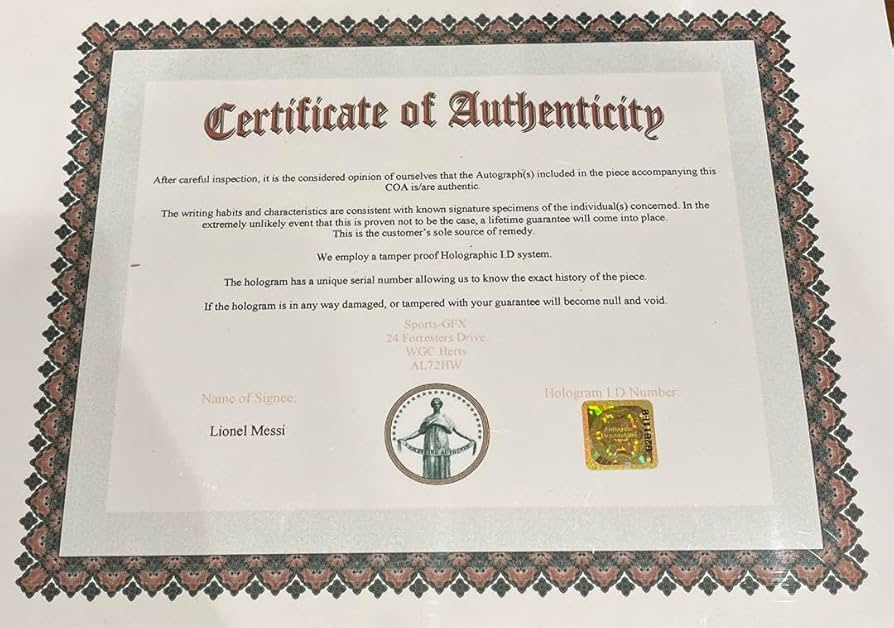 Certificate of Authenticity
After careful inspection, it is the considered opinion of ourselves that the Autograph(s) included in the piece accompanying this
COA is/are authentic.
The writing habits and characteristics are consistent with known signature specimens of the individual(s) concerned. In the
extremely unlikely event that this is proven not to be the case, a lifetime guarantee will come into place.
This is the customer's sole source of remedy.
We employ a tamper proof Holographic I.D system.
The hologram has a unique serial number allowing us to know the exact history of the piece.
If the hologram is in any way damaged, or tampered with your guarantee will become null and void.
Sports-GFX
24 Forresters Drive
WGC Herts
AL72HW
Name of Signee:
Hologram I.D Number:
Lionel Messi